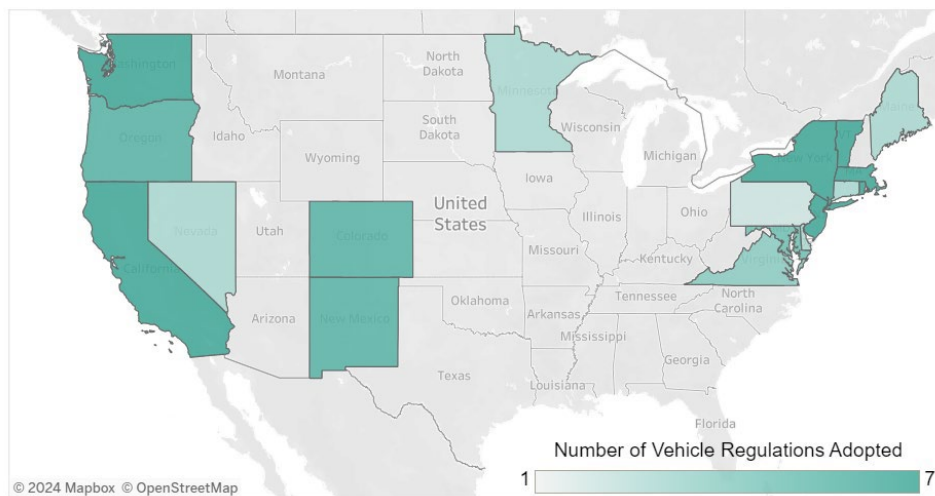 Washington
Montana
North
Dakota
Minnesota
Maine
Oregon
Idaho
South
Dakota
Wisconsin
VT
Wyoming
Michigan
New York
Iowa
Nevada
Utah
Colorado
United
States
Illinois
Ohio
California
Missouri
Kentucky
Virginia
Arizona
New Mexico
Oklahoma
Arkansas
Tennessee
North
Carolina
Mississippi
Texas
Georgia
Louisiana
Florida
Number of Vehicle Regulations Adopted
1
7
© 2024 Mapbox © OpenStreetMap